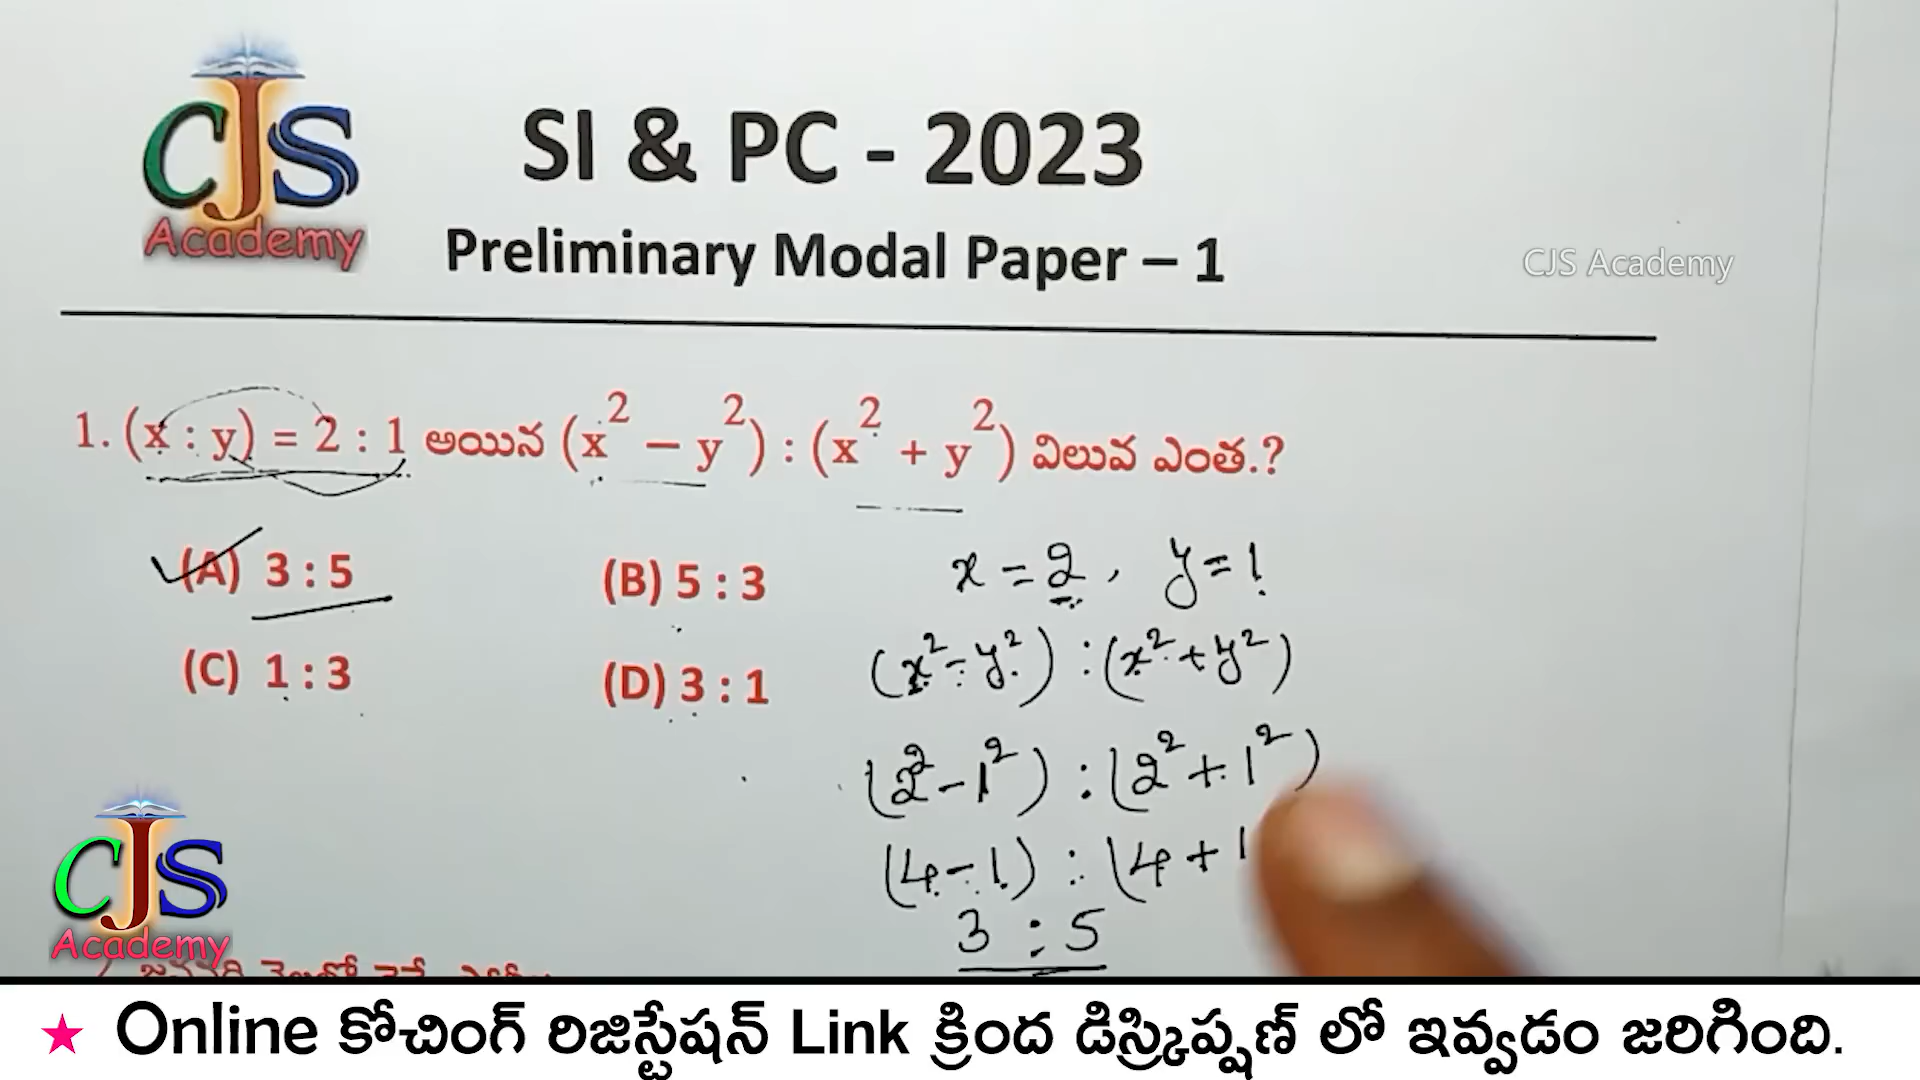 CJS
Academy
SI & PC - 2023
Preliminary Modal Paper – 1
CJS Academy
1. (x : y) = 2 : 1 అయిన (x² – y²) : (x² + y²) విలువ ఎంత.?
(A) 3 : 5
(B) 5 : 3
(C) 1 : 3
(D) 3 : 1
x = 2, y = 1
(x² - y²) : (x² + y²)
(2² - 1²) : (2² + 1²)
(4 - 1) : (4 + 1
3 : 5
CJS
Academy
★ Online కోచింగ్ రిజిస్టేషన్ Link క్రింద డిస్క్రిప్షణ్ లో ఇవ్వడం జరిగింది.